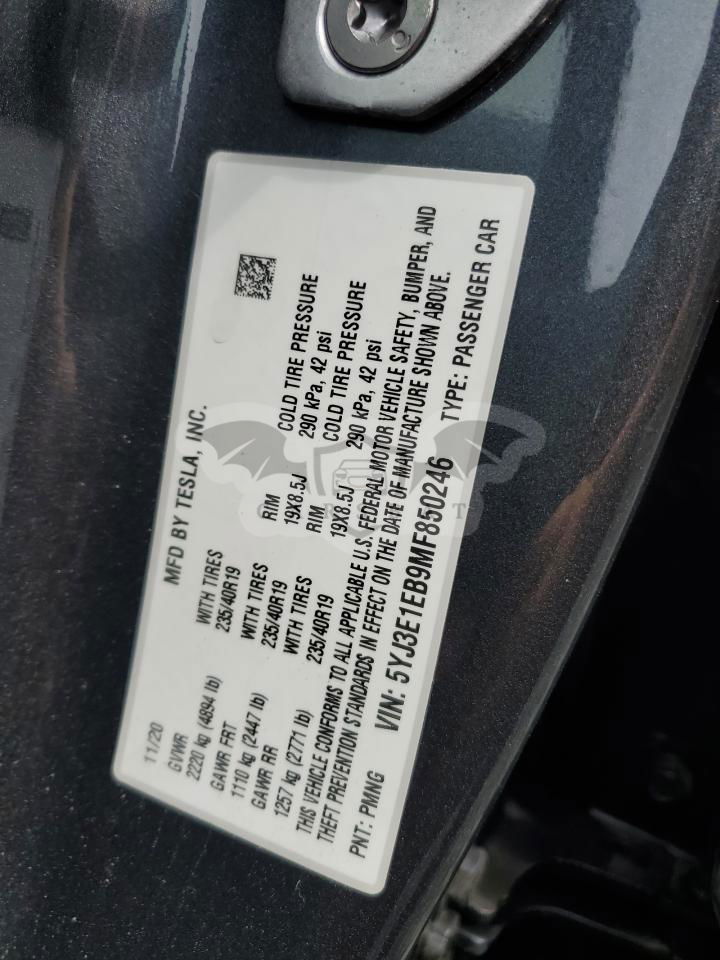 MFD BY TESLA, INC.
11/20
GVWR WITH TIRES RIM COLD TIRE PRESSURE
2220 kg (4894 lb) 235/40R19 19X8.5J 290 kPa, 42 psi
GAWR FRT WITH TIRES RIM COLD TIRE PRESSURE
1110 kg (2447 lb) 235/40R19 19X8.5J 290 kPa, 42 psi
GAWR RR WITH TIRES
1257 kg (2771 lb) 235/40R19
THIS VEHICLE CONFORMS TO ALL APPLICABLE U.S. FEDERAL MOTOR VEHICLE SAFETY, BUMPER, AND
THEFT PREVENTION STANDARDS IN EFFECT ON THE DATE OF MANUFACTURE SHOWN ABOVE.
PNT: PMNG VIN: 5YJ3E1EB9MF850246 TYPE: PASSENGER CAR